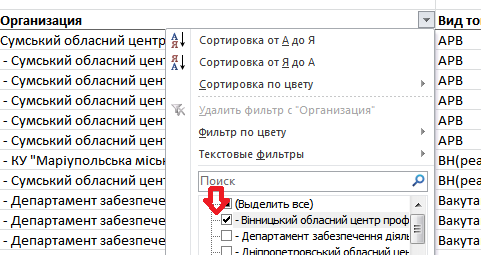 Организация
Вид то
Сумський обласний центр
АРВ
- Сумський обласний цент
АРВ
- Сумський обласний цент
АРВ
- Сумський обласний цент
АРВ
- Сумський обласний цент
АРВ
- Сумський обласний цент
АРВ
- КУ "Маріупольська міськ
ВН(реа
- Сумський обласний цент
ВН(реа
- Департамент забезпече
Вакута
- Департамент забезпече
Вакута
- Департамент забезпече
Вакута
Сортировка от А до Я
Сортировка от Я до А
Сортировка по цвету
Удалить фильтр с "Организация"
Фильтр по цвету
Текстовые фильтры
Поиск
(Выделить все)
- Вінницький обласний центр проф
- Департамент забезпечення діяль
- Дніпропетровський обласний цен